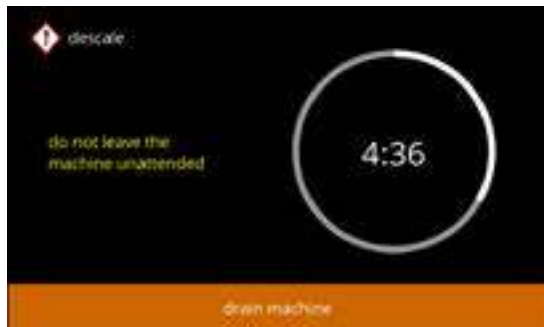 descale
do not leave the
machine unattended
4:36
drain machine